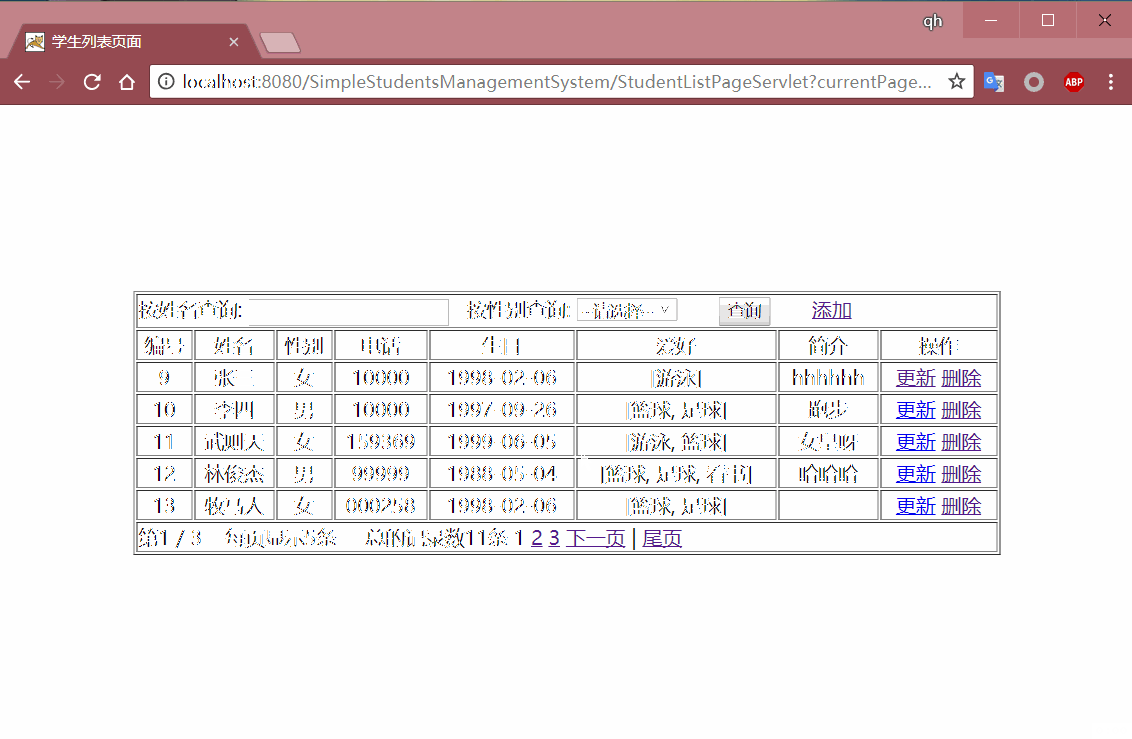 qh
学生列表页面
localhost:8080/SimpleStudentsManagementSystem/StudentListPageServlet?currentPage...
ABP
按姓名查询: 按性别查询: --请选择-- 查询 添加
编号 姓名 性别 电话 生日 爱好 简介 操作
9 张三 女 10000 1998-02-06 [游泳] hhhhhh 更新 删除
10 李四 男 10000 1997-09-26 [篮球, 足球] 跑步 更新 删除
11 武则天 女 159369 1999-06-05 [游泳, 篮球] 女皇呀 更新 删除
12 林俊杰 男 99999 1988-05-04 [篮球, 足球, 看书] 哈哈哈 更新 删除
13 牧马人 女 000258 1998-02-06 [篮球, 足球] 更新 删除
第1 / 3 每页显示5条 总的记录数11条 1 2 3 下一页 | 尾页